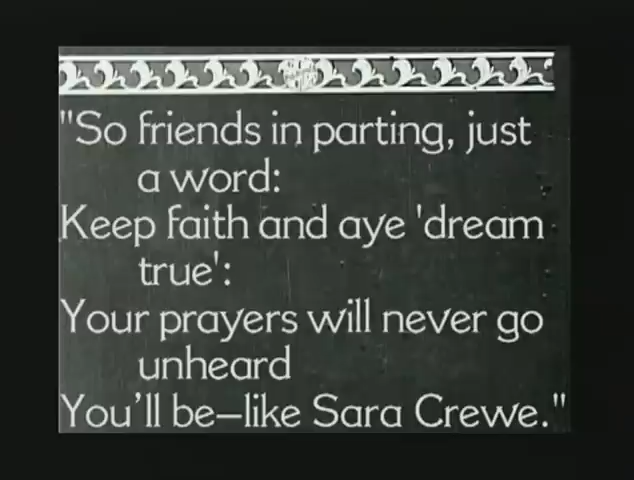 "So friends in parting, just
a word:
Keep faith and aye 'dream
true':
Your prayers will never go
unheard
You'll be—like Sara Crewe."